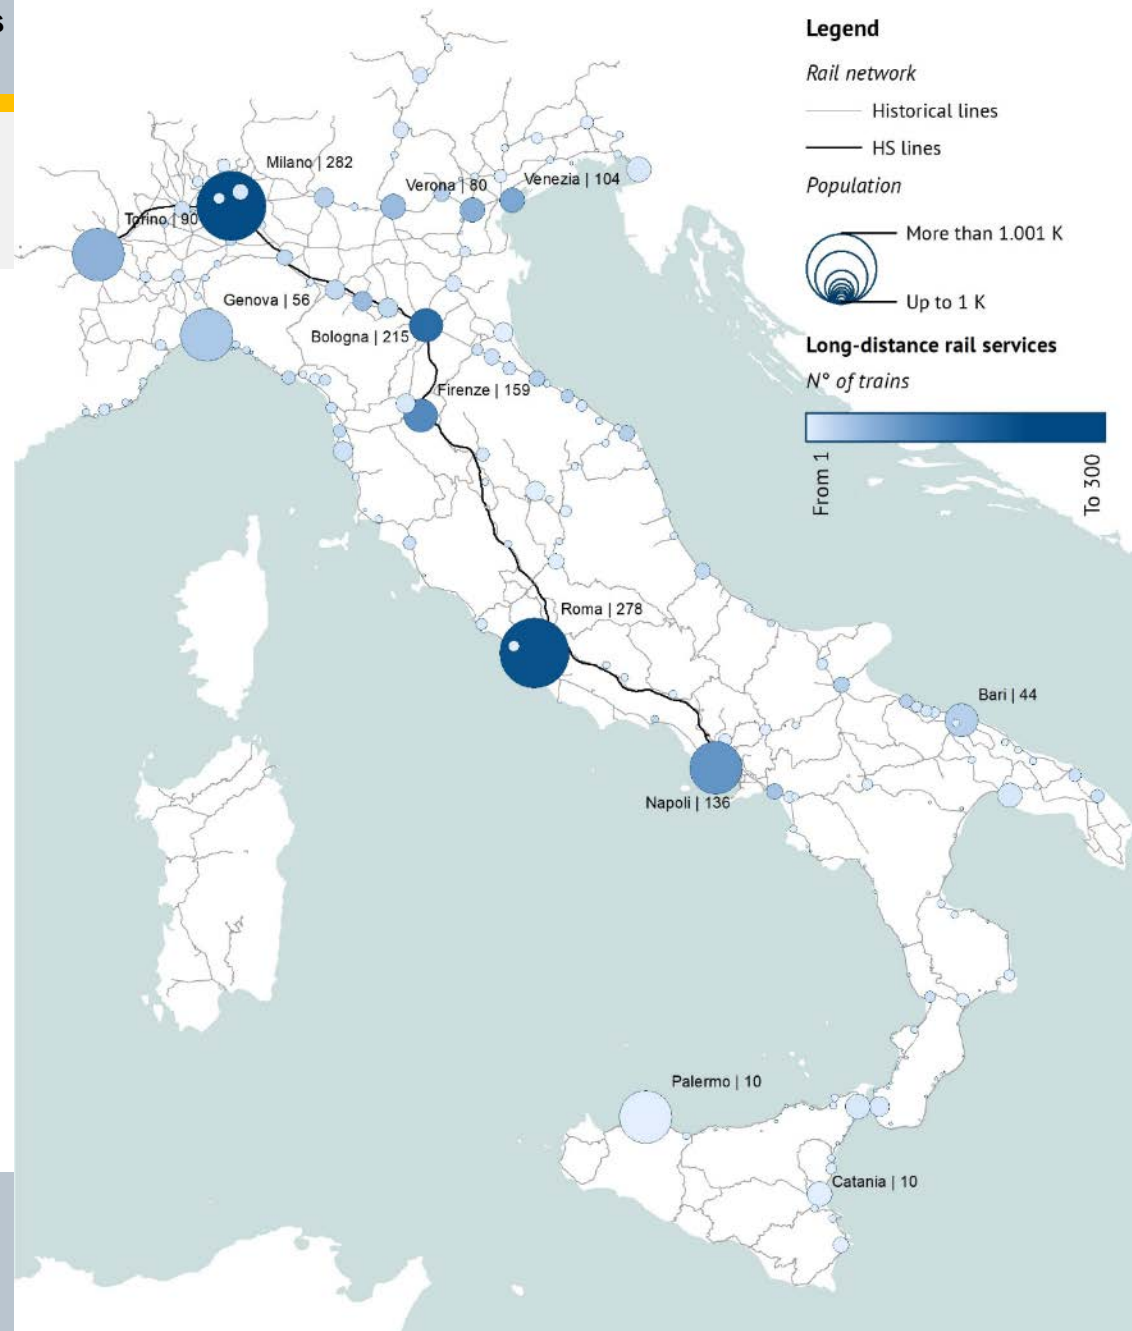 s
Legend
Rail network
Historical lines
HS lines
Population
More than 1.001 K
Up to 1 K
Long-distance rail services
N° of trains
From 1
To 300
Milano | 282
Verona | 80
Venezia | 104
Torino | 90
Genova | 56
Bologna | 215
Firenze | 159
Roma | 278
Bari | 44
Napoli | 136
Palermo | 10
Catania | 10